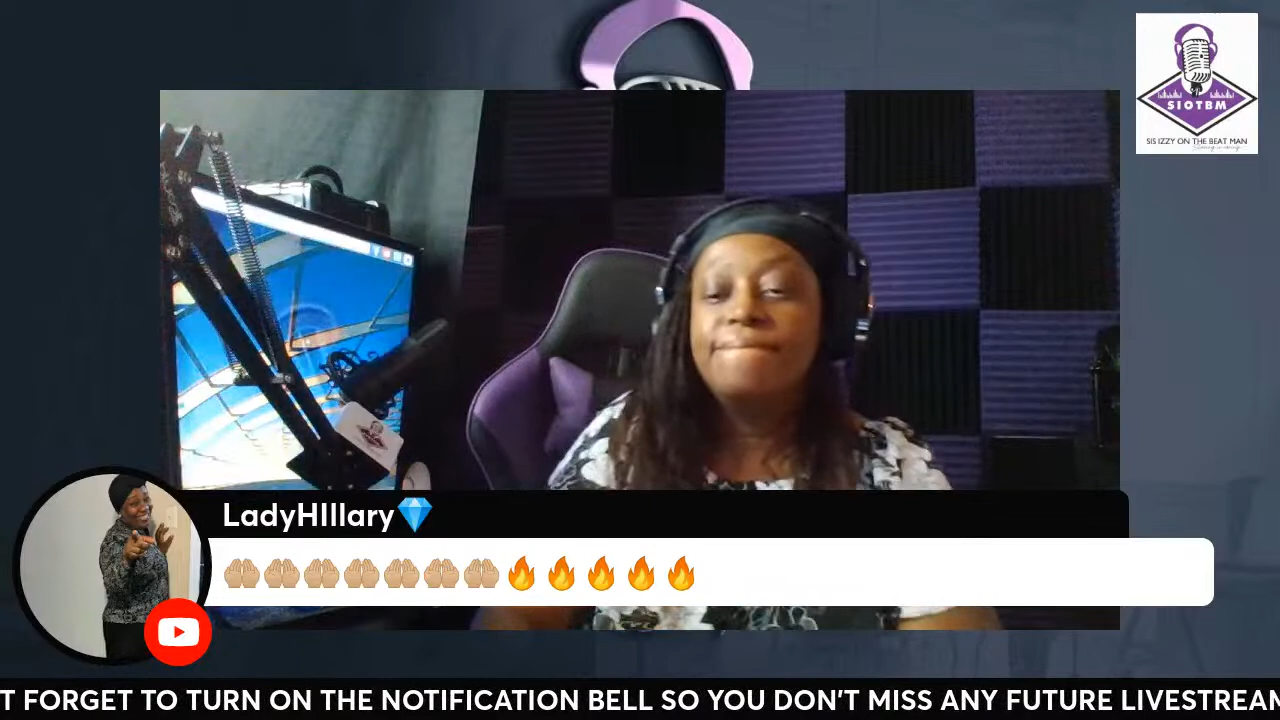 SIOTBM
SIS IZZY ON THE BEAT MAN
LadyHIllary💎
🤲🏼🤲🏼🤲🏼🤲🏼🤲🏼🤲🏼🤲🏼🔥🔥🔥🔥🔥
T FORGET TO TURN ON THE NOTIFICATION BELL SO YOU DON'T MISS ANY FUTURE LIVESTREAM